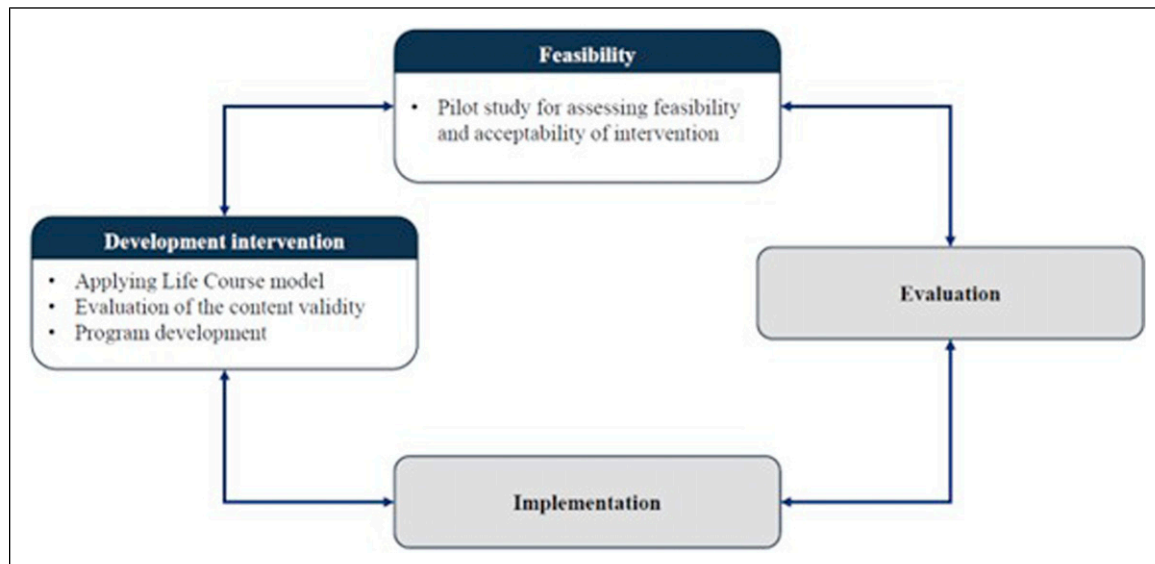 Feasibility
• Pilot study for assessing feasibility
and acceptability of intervention
Development intervention
• Applying Life Course model
• Evaluation of the content validity
• Program development
Evaluation
Implementation